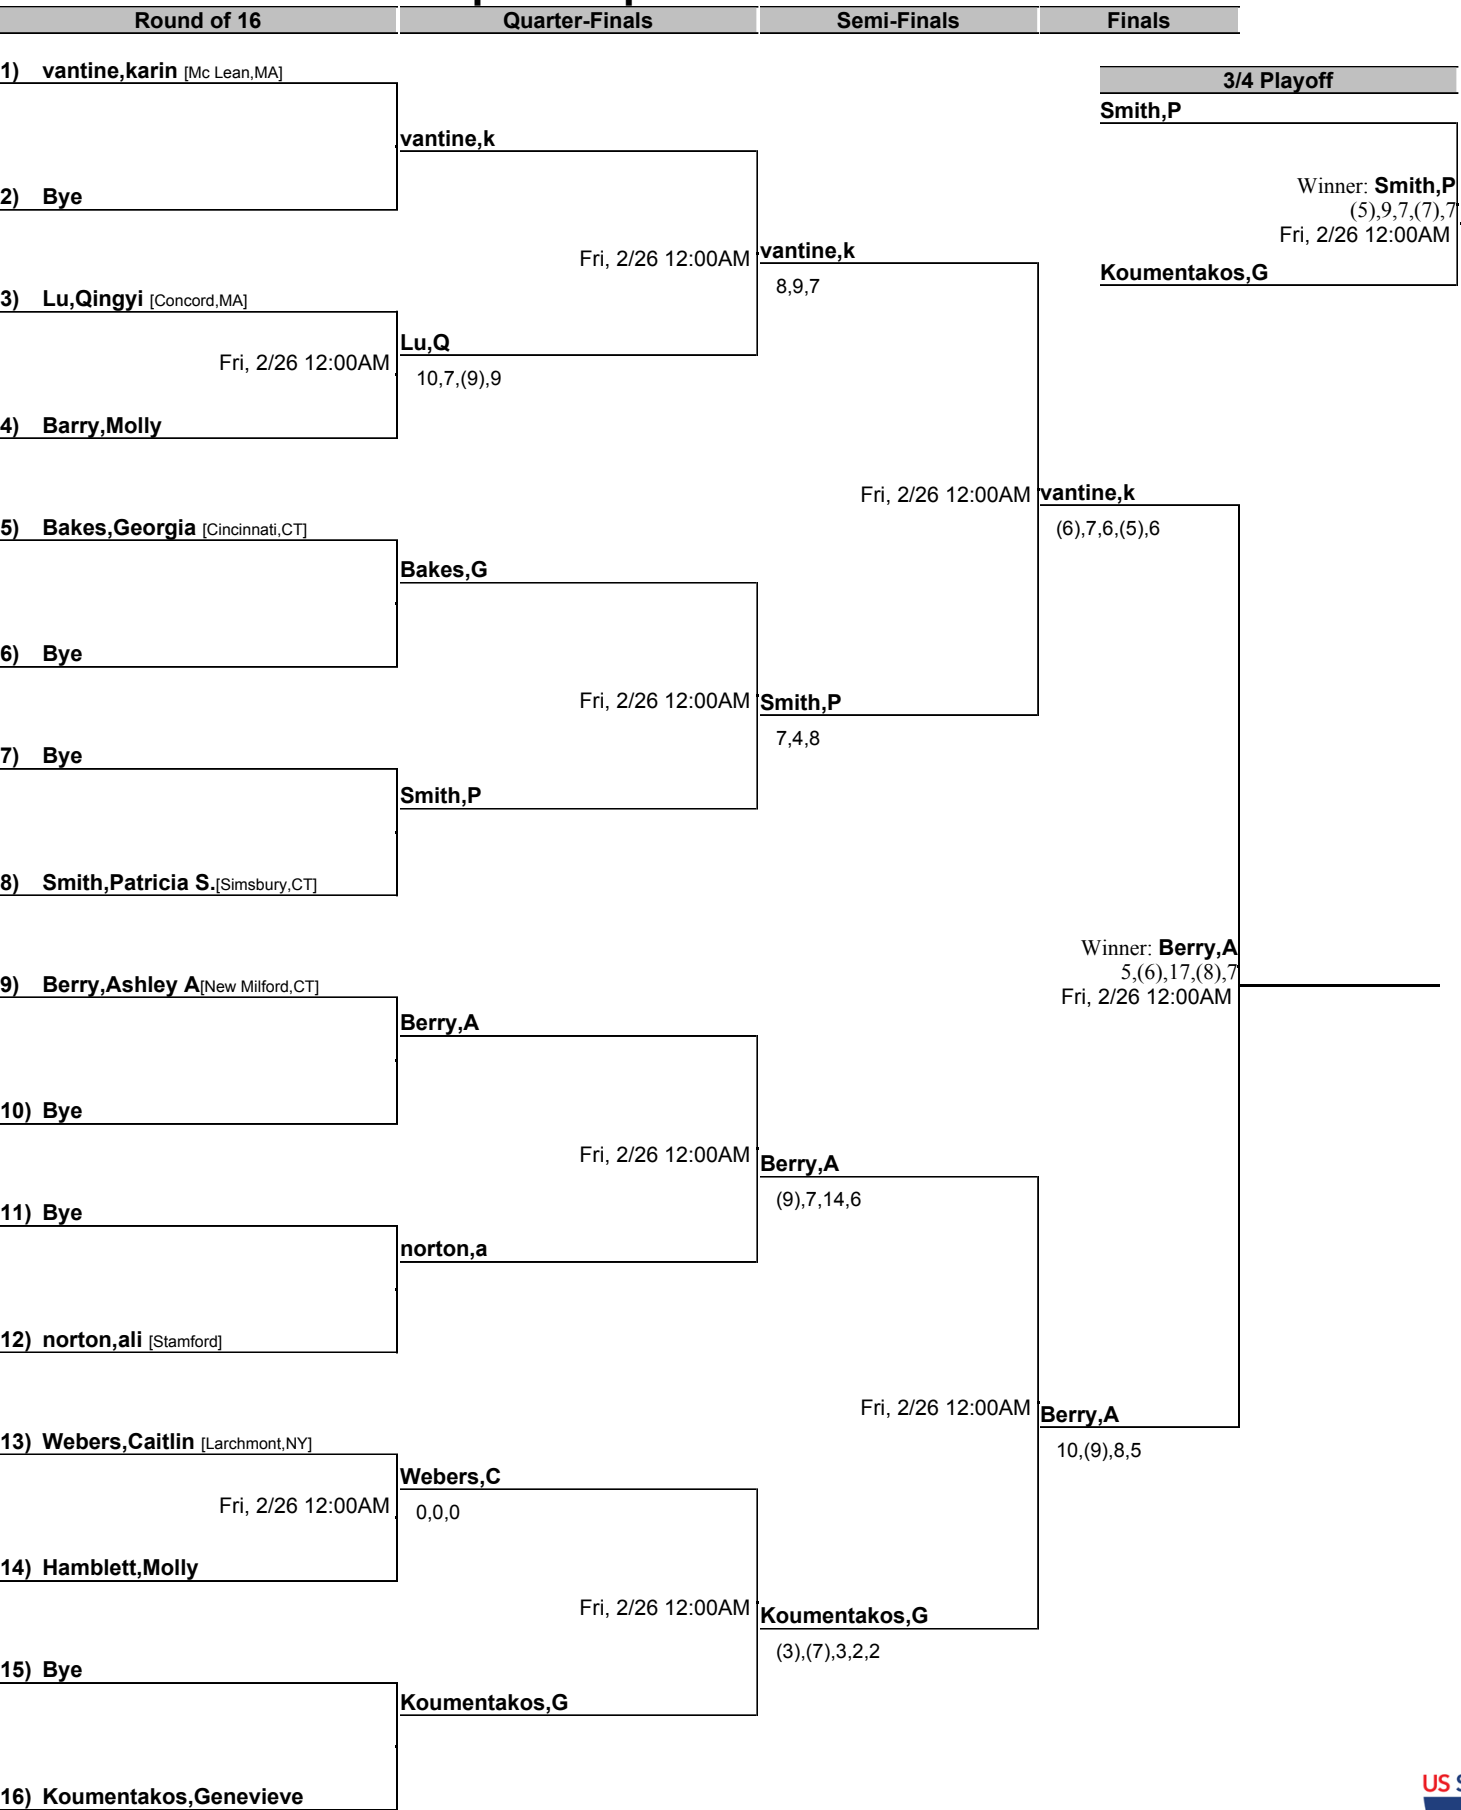 Round of 16 Quarter-Finals Semi-Finals Finals
1) vantine,karin [Mc Lean,MA]
3/4 Playoff
Smith,P
vantine,k
2) Bye
Winner: Smith,P
(5),9,7,(7),7
Fri, 2/26 12:00AM
Fri, 2/26 12:00AM vantine,k
Koumentakos,G
8,9,7
3) Lu,Qingyi [Concord,MA]
Lu,Q
Fri, 2/26 12:00AM
10,7,(9),9
4) Barry,Molly
Fri, 2/26 12:00AM vantine,k
5) Bakes,Georgia [Cincinnati,CT]
(6),7,6,(5),6
Bakes,G
6) Bye
Fri, 2/26 12:00AM Smith,P
7,4,8
7) Bye
Smith,P
8) Smith,Patricia S.[Simsbury,CT]
Winner: Berry,A
5,(6),17,(8),7
9) Berry,Ashley A[New Milford,CT]
Fri, 2/26 12:00AM
Berry,A
10) Bye
Fri, 2/26 12:00AM Berry,A
(9),7,14,6
11) Bye
norton,a
12) norton,ali [Stamford]
Fri, 2/26 12:00AM Berry,A
13) Webers,Caitlin [Larchmont,NY]
10,(9),8,5
Webers,C
Fri, 2/26 12:00AM
0,0,0
14) Hamblett,Molly
Fri, 2/26 12:00AM Koumentakos,G
(3),(7),3,2,2
15) Bye
Koumentakos,G
US
16) Koumentakos,Genevieve